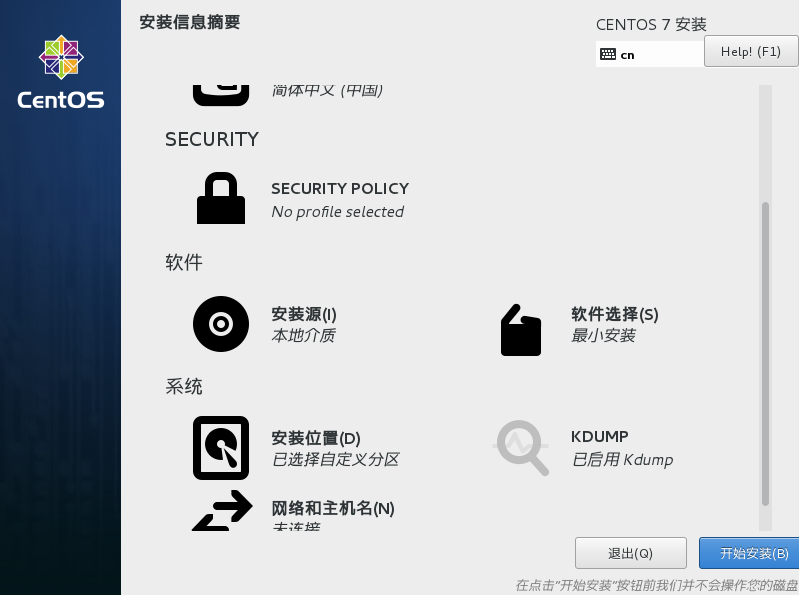 安装信息摘要
CENTOS 7 安装
cn
Help! (F1)
CentOS
简体中文 (中国)
SECURITY
SECURITY POLICY
No profile selected
软件
安装源(I)
本地介质
软件选择(S)
最小安装
系统
安装位置(D)
已选择自定义分区
KDUMP
已启用 Kdump
网络和主机名(N)
未连接
退出(Q)
开始安装(B)
在点击"开始安装"按钮前我们并不会操作您的磁盘